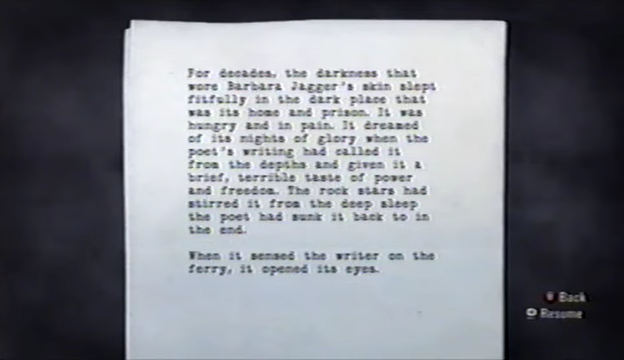 For decades, the darkness that
wore Barbara Jagger's skin slept
fitfully in the dark place that
was its home and prison. It was
hungry and in pain. It dreamed
of its nights of glory when the
poet's writing had called it
from the depths and given it a
brief, terrible taste of power
and freedom. The rock stars had
stirred it from the deep sleep
the poet had sunk it back to in
the end.
When it sensed the writer on the
ferry, it opened its eyes.
Back
Resume